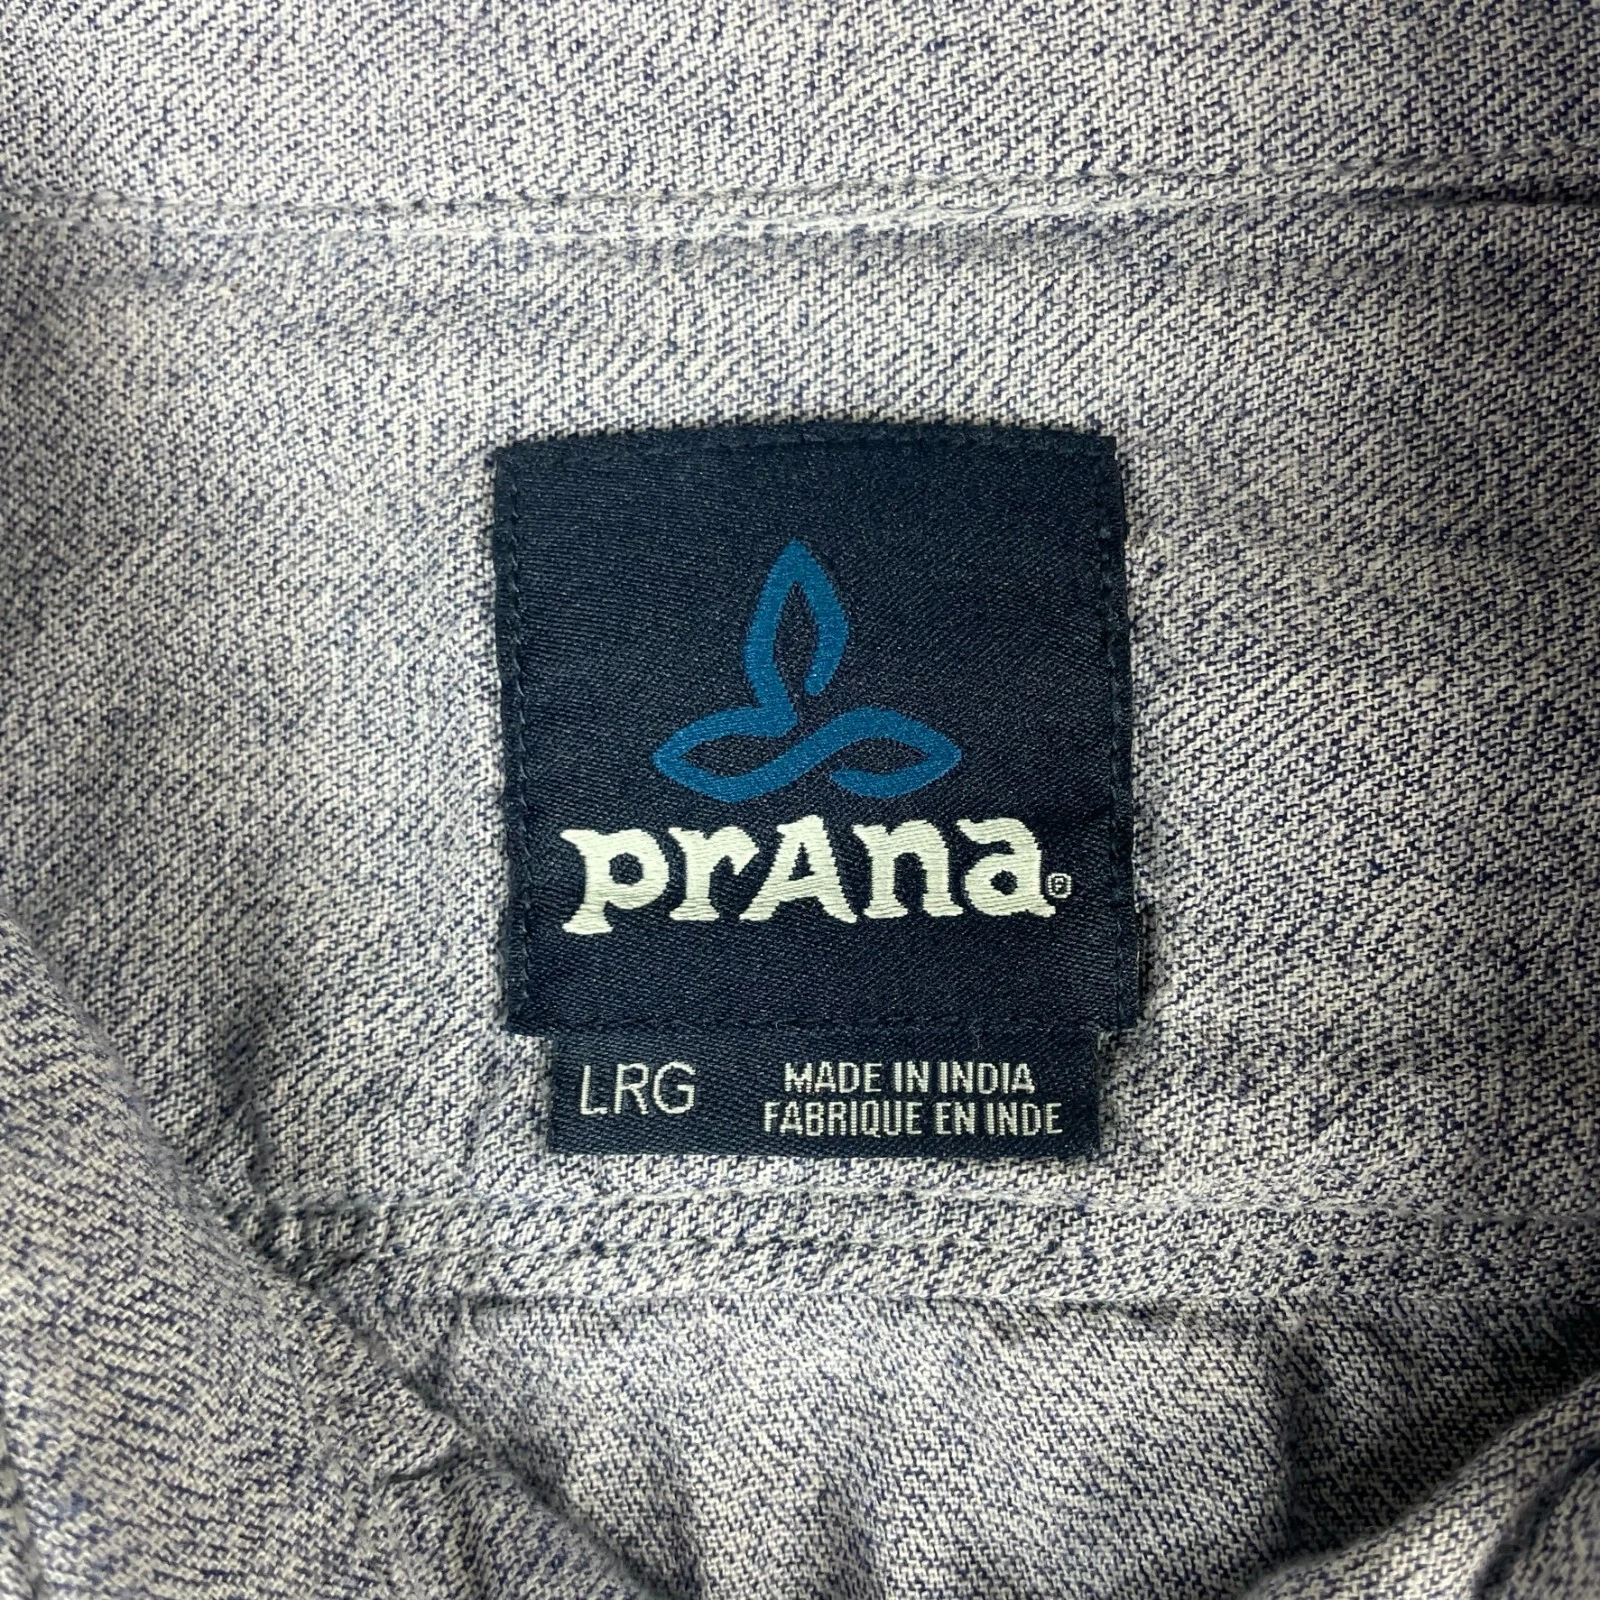 prAna®
LRG
MADE IN INDIA
FABRIQUE EN INDE